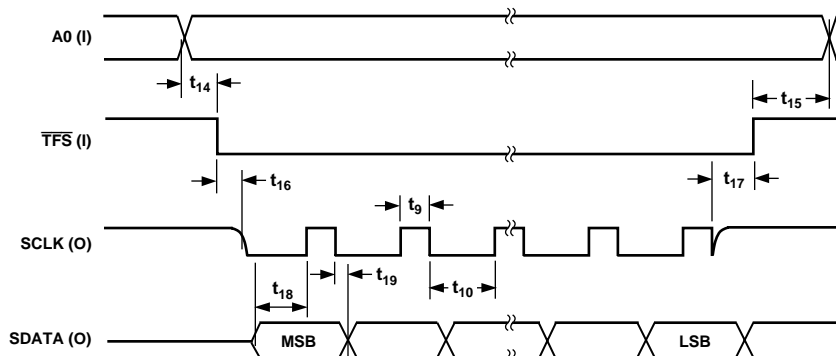 A0 (I)
t14
t15
TFS (I)
t16
t17
t9
SCLK (O)
t19
t18
t10
SDATA (O)
MSB
LSB